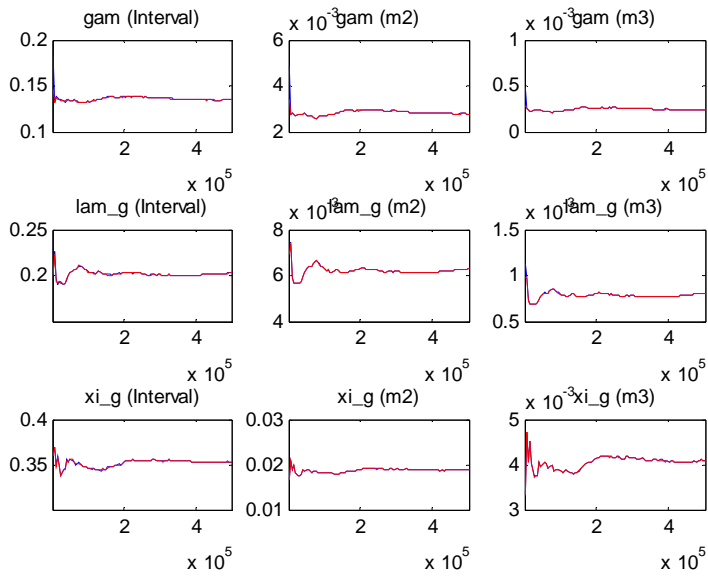 gam (Interval)
x 10^-3 gam (m2)
x 10^-3 gam (m3)
0.2
0.15
0.1
6
4
2
1
0.5
0
2 4
2 4
2 4
x 10^5
x 10^5
x 10^5
lam_g (Interval)
x 10^-3 lam_g (m2)
x 10^-3 lam_g (m3)
0.25
0.2
8
6
4
1.5
1
0.5
2 4
2 4
2 4
x 10^5
x 10^5
x 10^5
xi_g (Interval)
xi_g (m2)
x 10^-3 xi_g (m3)
0.4
0.35
0.03
0.02
0.01
5
4
3
2 4
2 4
2 4
x 10^5
x 10^5
x 10^5